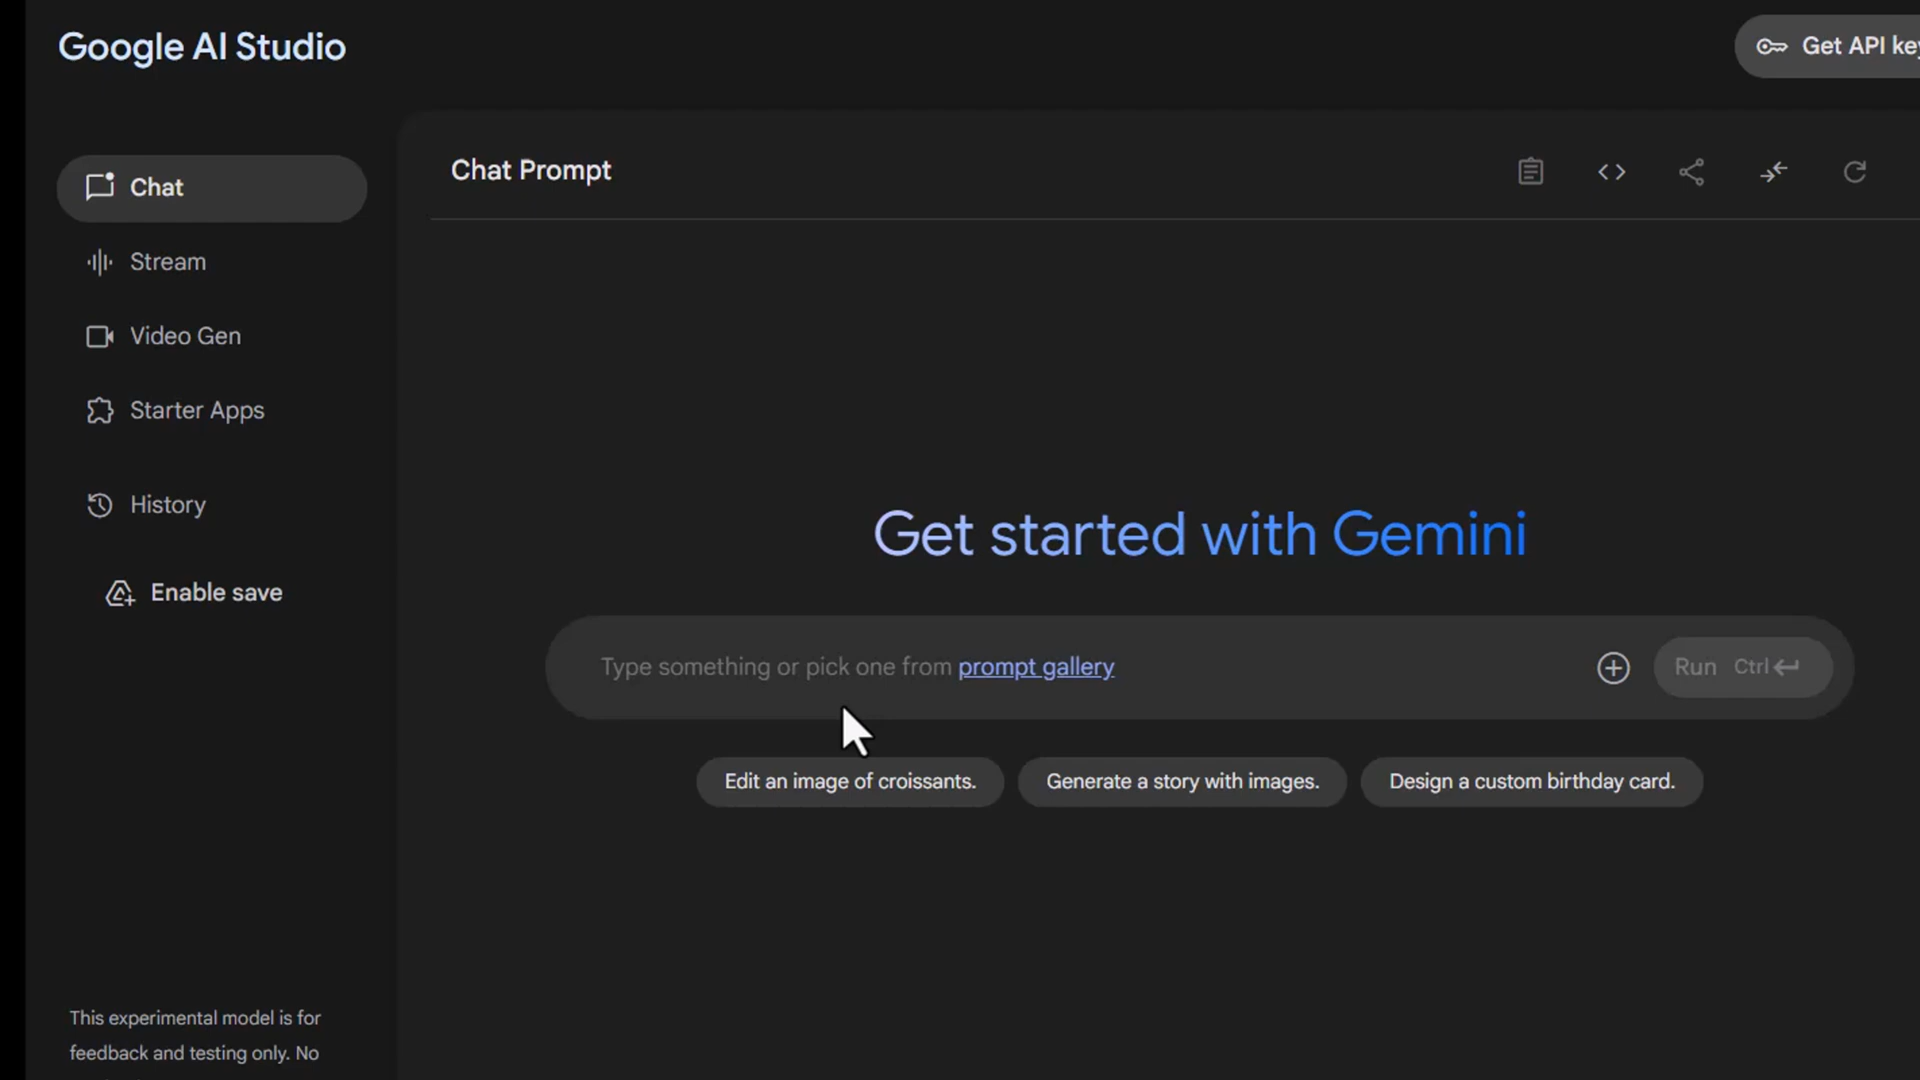 Google AI Studio
Get API key
Chat
Stream
Video Gen
Starter Apps
History
Enable save
This experimental model is for
feedback and testing only. No
Chat Prompt
Get started with Gemini
Type something or pick one from prompt gallery
Run Ctrl
Edit an image of croissants.
Generate a story with images.
Design a custom birthday card.